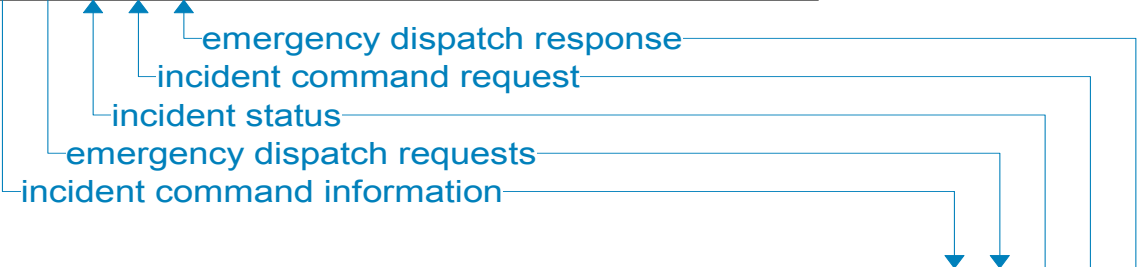 emergency dispatch response
incident command request
incident status
emergency dispatch requests
incident command information